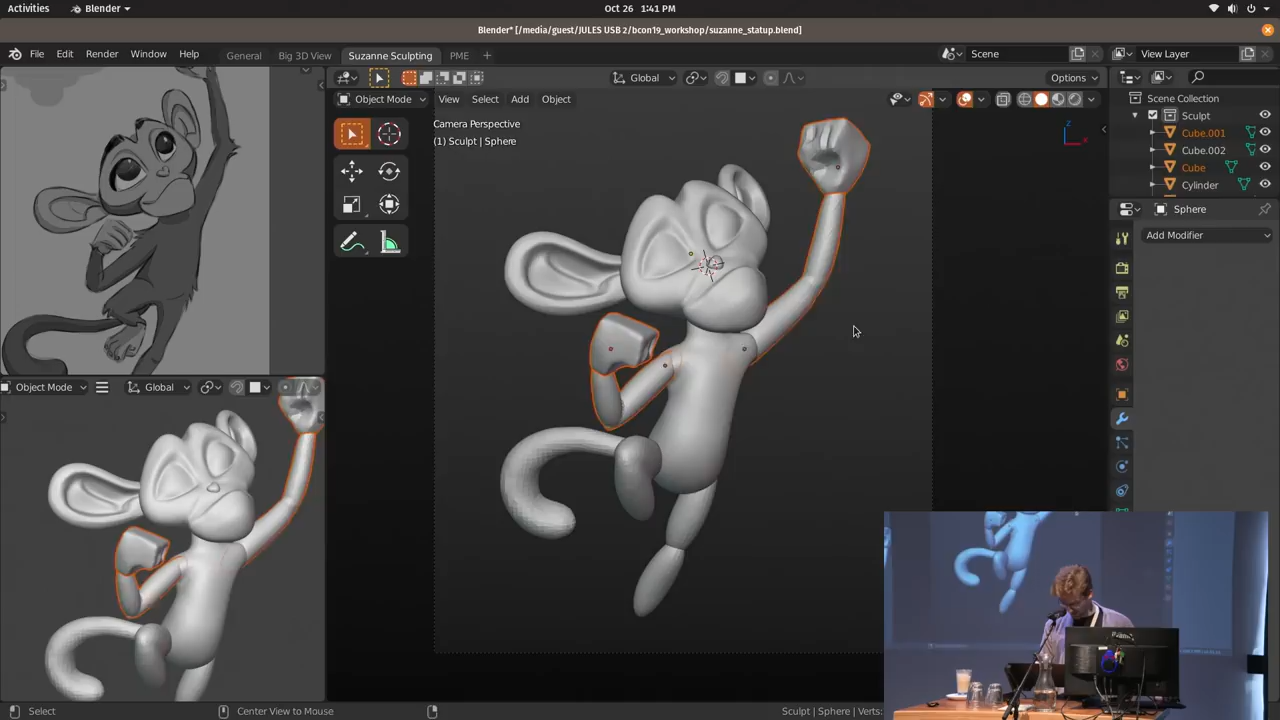 Activities
Blender
Oct 26 1:41 PM
Blender* [/media/guest/JULES USB 2/bcon19_workshop/suzanne_statup.blend]
File Edit Render Window Help
General
Big 3D View
Suzanne Sculpting
PME
+
Scene
View Layer
Global
Options
Object Mode
View Select Add Object
Camera Perspective
(1) Sculpt | Sphere
Z
X
Scene Collection
Sculpt
Cube.001
Cube.002
Cube
Cylinder
Sphere
Add Modifier
Object Mode
Global
Select
Center View to Mouse
Sculpt | Sphere | Verts: